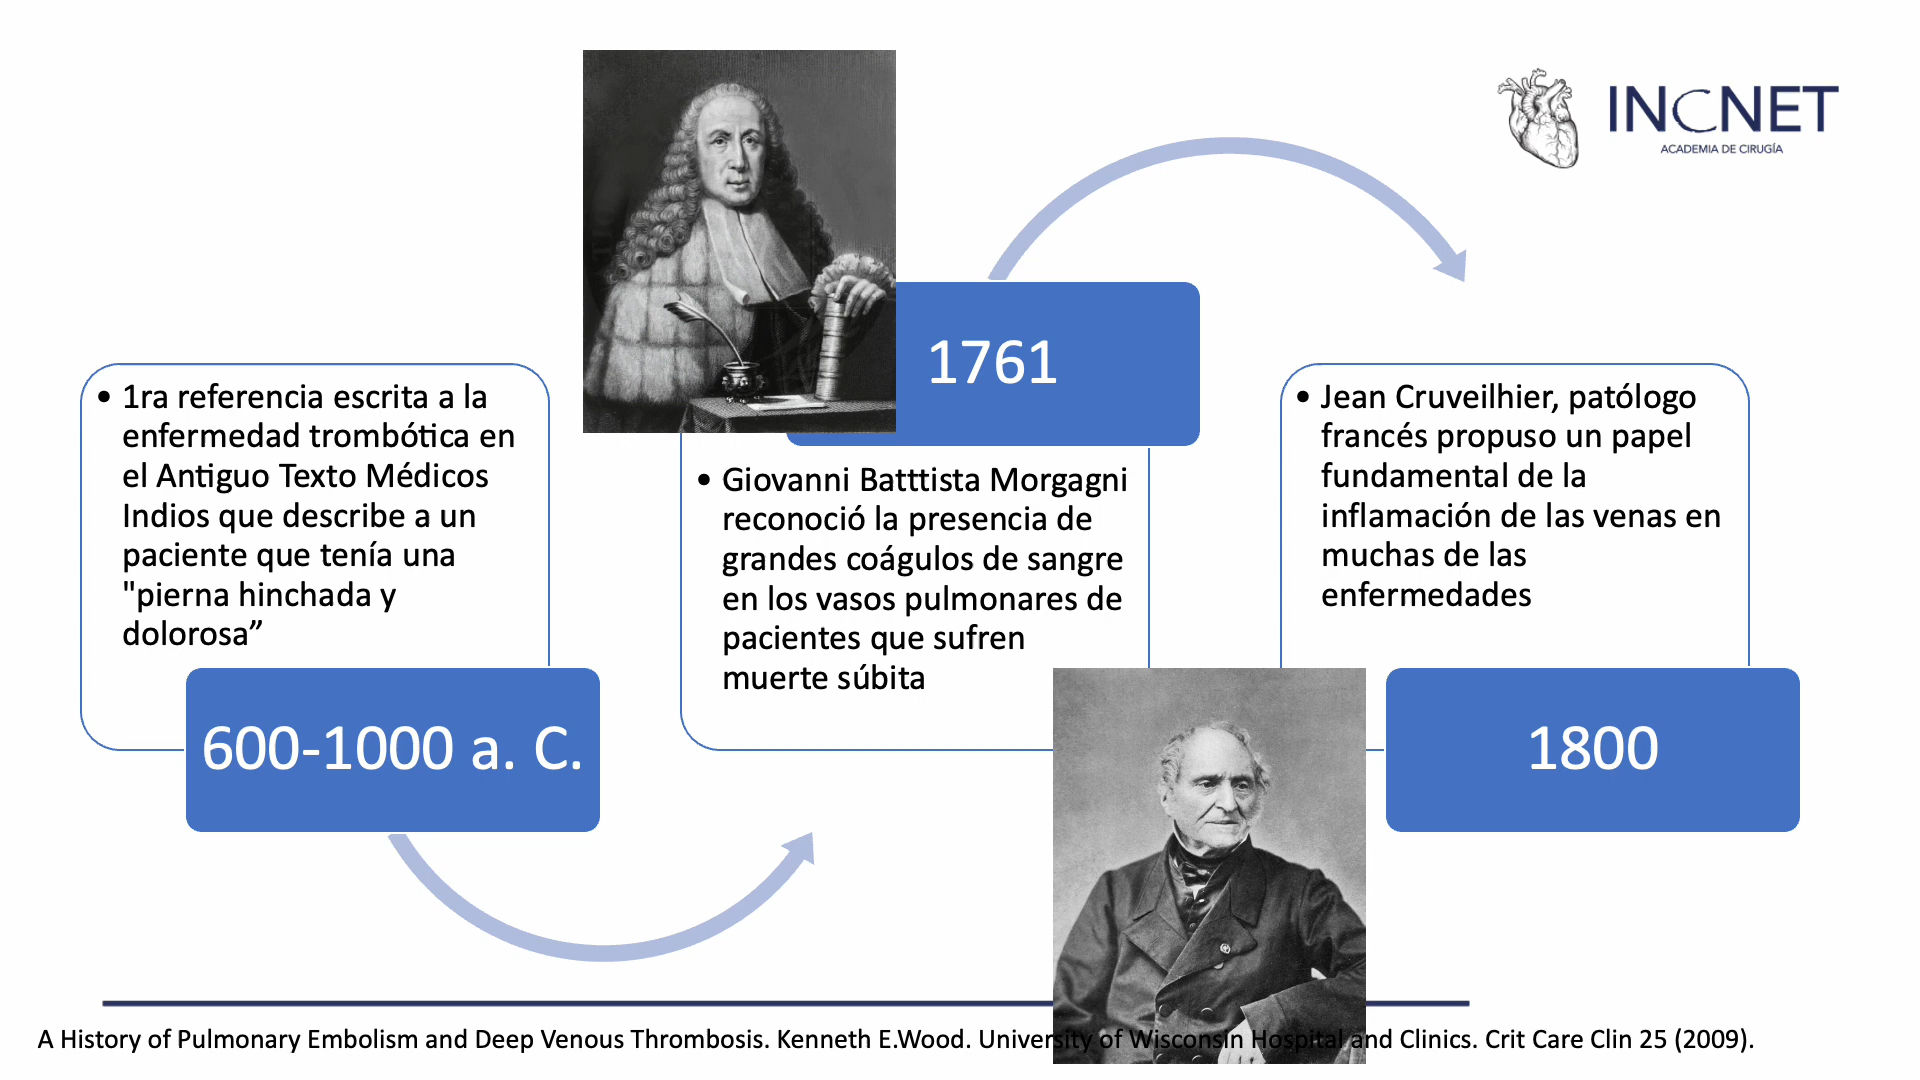 INCNET
ACADEMIA DE CIRUGÍA
• 1ra referencia escrita a la
enfermedad trombótica en
el Antiguo Texto Médicos
Indios que describe a un
paciente que tenía una
"pierna hinchada y
dolorosa”
600-1000 a. C.
1761
• Giovanni Batttista Morgagni
reconoció la presencia de
grandes coágulos de sangre
en los vasos pulmonares de
pacientes que sufren
muerte súbita
• Jean Cruveilhier, patólogo
francés propuso un papel
fundamental de la
inflamación de las venas en
muchas de las
enfermedades
1800
A History of Pulmonary Embolism and Deep Venous Thrombosis. Kenneth E.Wood. University of Wisconsin Hospital and Clinics. Crit Care Clin 25 (2009).